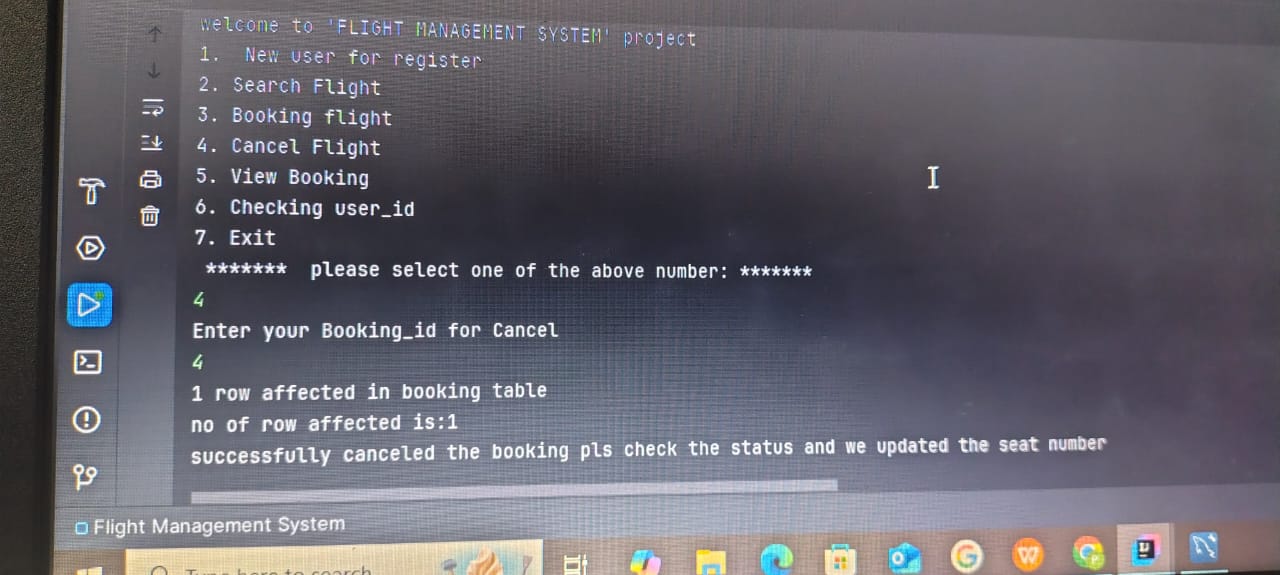 Welcome to 'FLIGHT MANAGEMENT SYSTEM' project
1. New user for register
2. Search Flight
3. Booking flight
4. Cancel Flight
5. View Booking
6. Checking user_id
7. Exit
******* please select one of the above number: *******
4
Enter your Booking_id for Cancel
4
1 row affected in booking table
no of row affected is:1
successfully canceled the booking pls check the status and we updated the seat number
Flight Management System
Type here to search